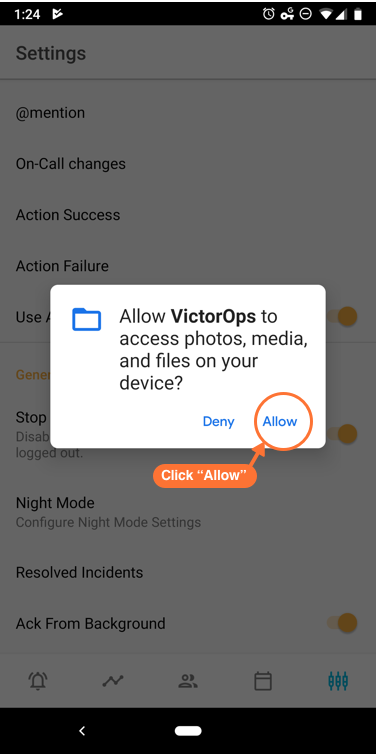 1:24
Settings
@mention
On-Call changes
Action Success
Action Failure
Use A
Allow VictorOps to
access photos, media,
and files on your
device?
Gener
Stop
Disab
logged out.
Deny
Allow
Click “Allow”
Night Mode
Configure Night Mode Settings
Resolved Incidents
Ack From Background